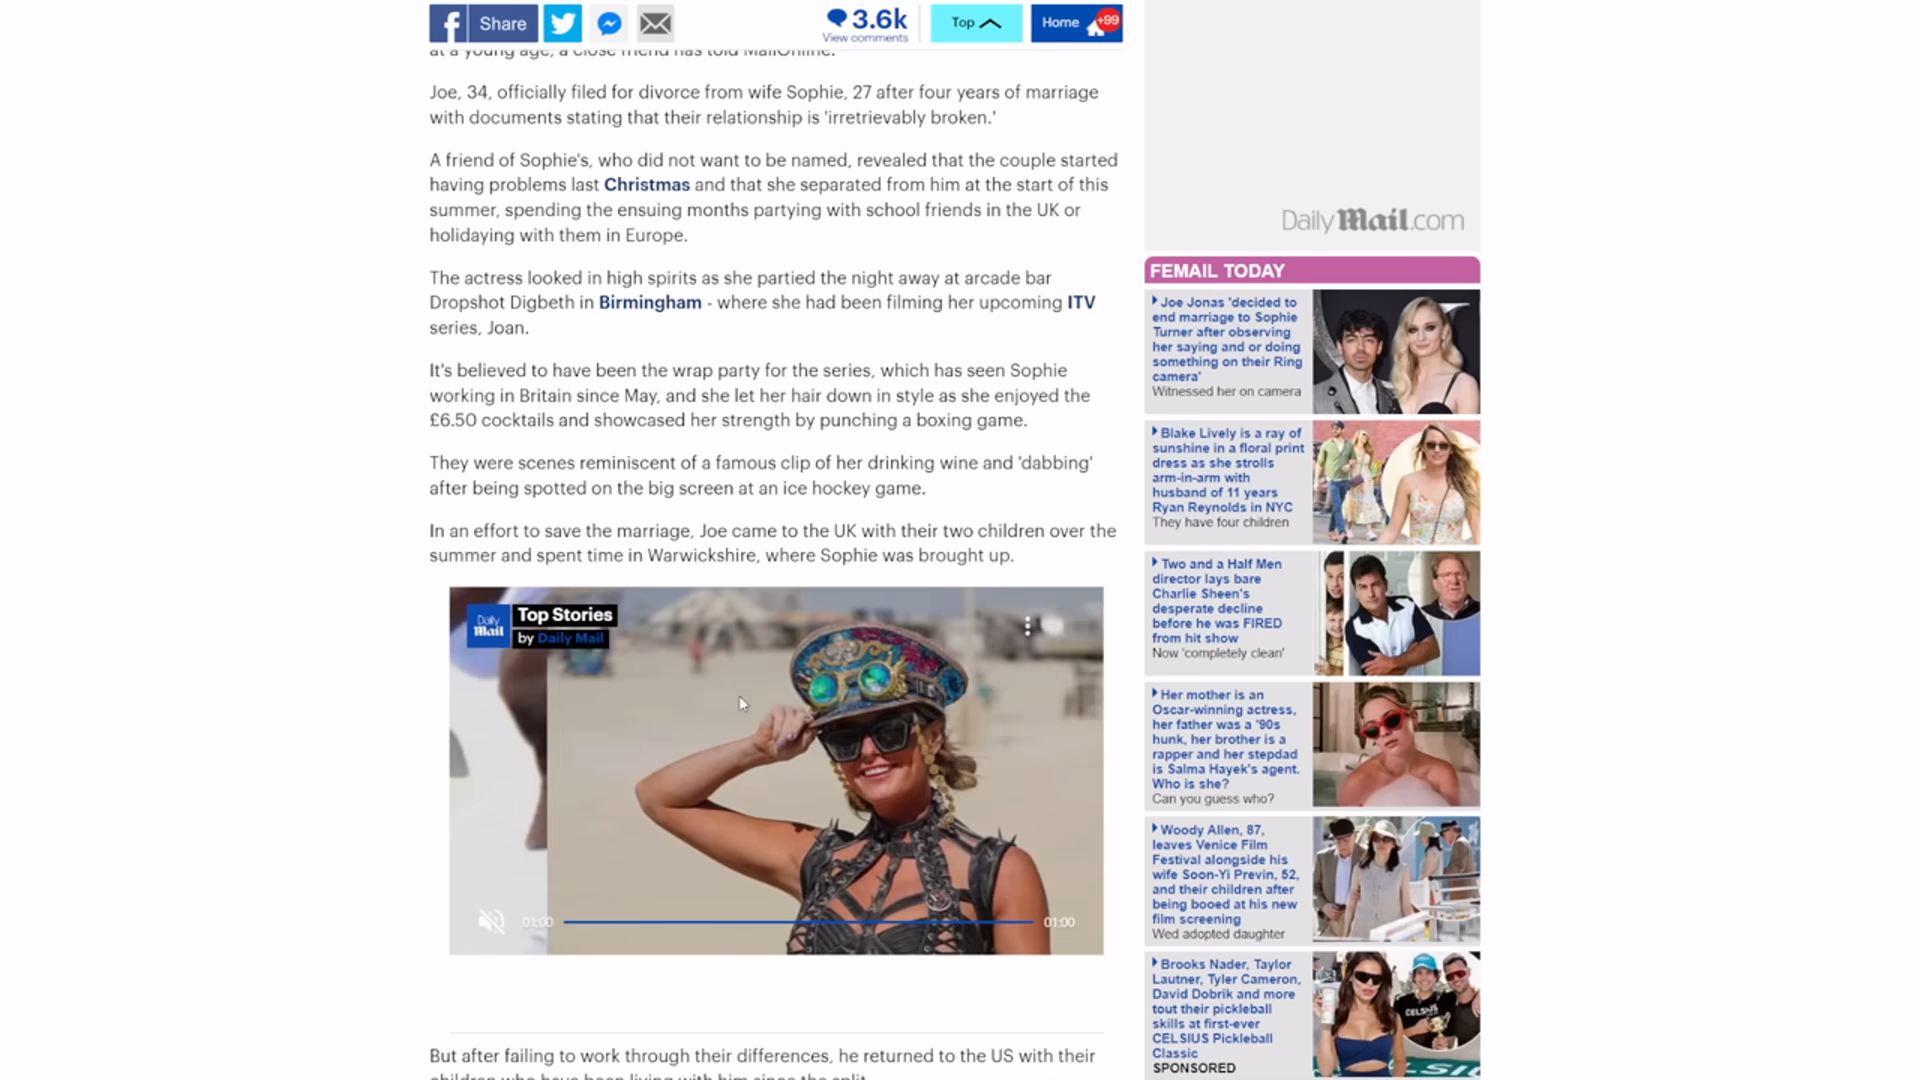 Share
3.6k
View comments
Top
Home
+99
at a young age, a close friend has told MailOnline.
Joe, 34, officially filed for divorce from wife Sophie, 27 after four years of marriage
with documents stating that their relationship is 'irretrievably broken.'
A friend of Sophie's, who did not want to be named, revealed that the couple started
having problems last Christmas and that she separated from him at the start of this
summer, spending the ensuing months partying with school friends in the UK or
holidaying with them in Europe.
The actress looked in high spirits as she partied the night away at arcade bar
Dropshot Digbeth in Birmingham - where she had been filming her upcoming ITV
series, Joan.
It's believed to have been the wrap party for the series, which has seen Sophie
working in Britain since May, and she let her hair down in style as she enjoyed the
£6.50 cocktails and showcased her strength by punching a boxing game.
They were scenes reminiscent of a famous clip of her drinking wine and 'dabbing'
after being spotted on the big screen at an ice hockey game.
In an effort to save the marriage, Joe came to the UK with their two children over the
summer and spent time in Warwickshire, where Sophie was brought up.
Daily
Mail
Top Stories
by Daily Mail
01:00
01:00
But after failing to work through their differences, he returned to the US with their
children who have been living with him since the split.
DailyMail.com
FEMAIL TODAY
Joe Jonas 'decided to
end marriage to Sophie
Turner after observing
her saying and or doing
something on their Ring
camera'
Witnessed her on camera
Blake Lively is a ray of
sunshine in a floral print
dress as she strolls
arm-in-arm with
husband of 11 years
Ryan Reynolds in NYC
They have four children
Two and a Half Men
director lays bare
Charlie Sheen's
desperate decline
before he was FIRED
from hit show
Now 'completely clean'
Her mother is an
Oscar-winning actress,
her father was a '90s
hunk, her brother is a
rapper and her stepdad
is Salma Hayek's agent.
Who is she?
Can you guess who?
Woody Allen, 87,
leaves Venice Film
Festival alongside his
wife Soon-Yi Previn, 52,
and their children after
being booed at his new
film screening
Wed adopted daughter
Brooks Nader, Taylor
Lautner, Tyler Cameron,
David Dobrik and more
tout their pickleball
skills at first-ever
CELSIUS Pickleball
Classic
SPONSORED
CELSIUS